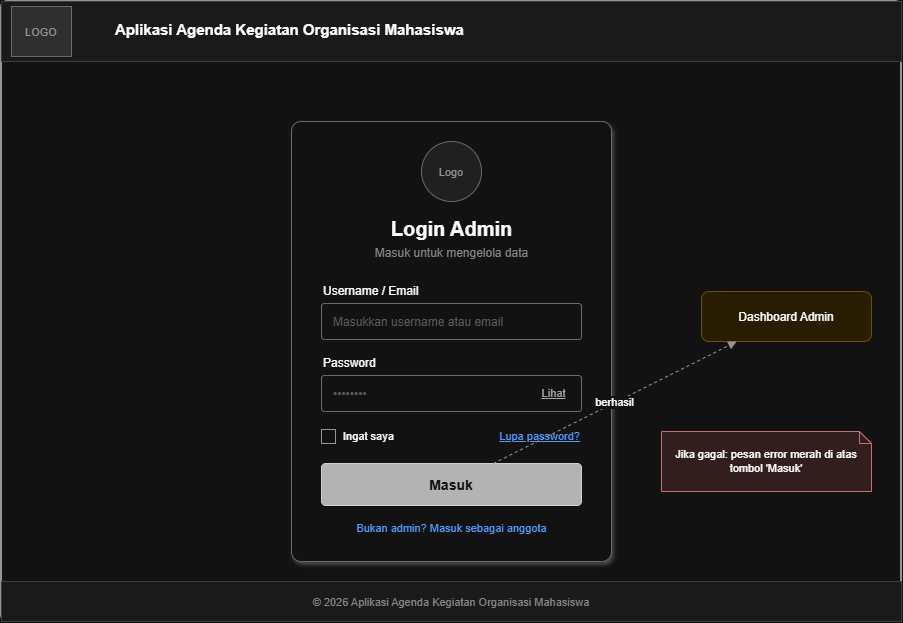 LOGO
Aplikasi Agenda Kegiatan Organisasi Mahasiswa
Logo
Login Admin
Masuk untuk mengelola data
Username / Email
Masukkan username atau email
Password
••••••••
Lihat
Ingat saya
Lupa password?
Masuk
Bukan admin? Masuk sebagai anggota
Dashboard Admin
berhasil
Jika gagal: pesan error merah di atas
tombol 'Masuk'
© 2026 Aplikasi Agenda Kegiatan Organisasi Mahasiswa